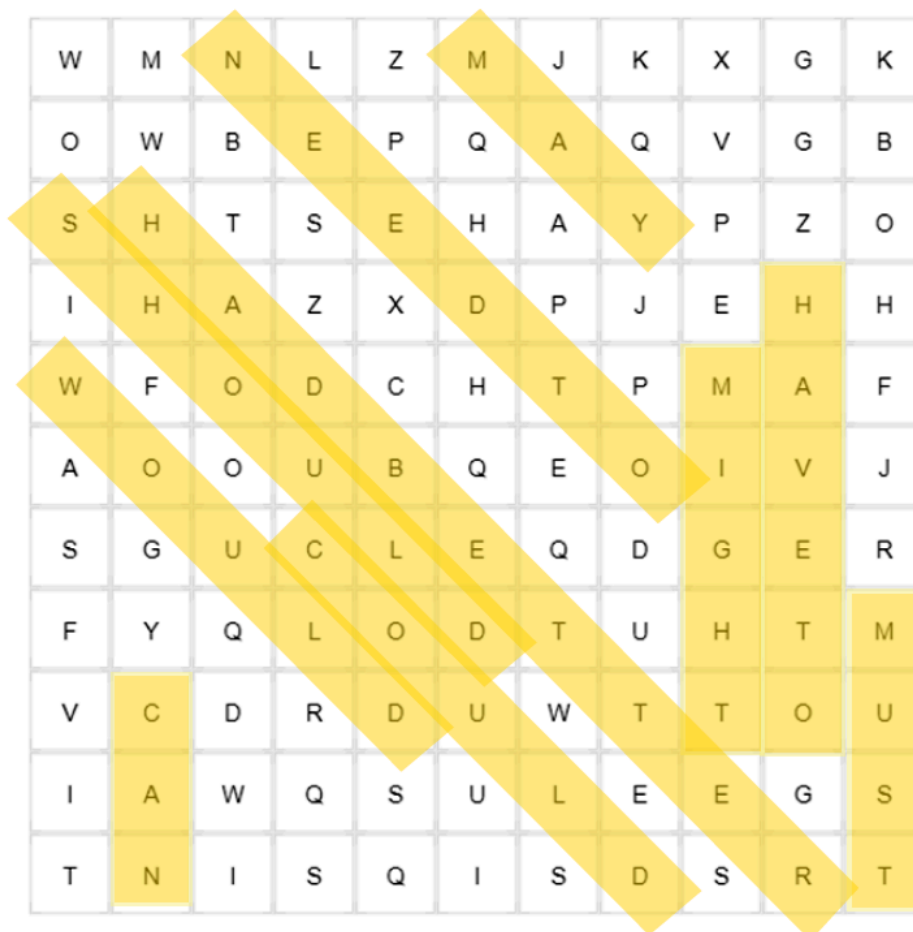 W M N L Z M J K X G K
O W B E P Q A Q V G B
S H T S E H A Y P Z O
I H A Z X D P J E H H
W F O D C H T P M A F
A O O U B Q E O I V J
S G U C L E Q D G E R
F Y Q L O D T U H T M
V C D R D U W T T O U
I A W Q S U L E E G S
T N I S Q I S D S R T